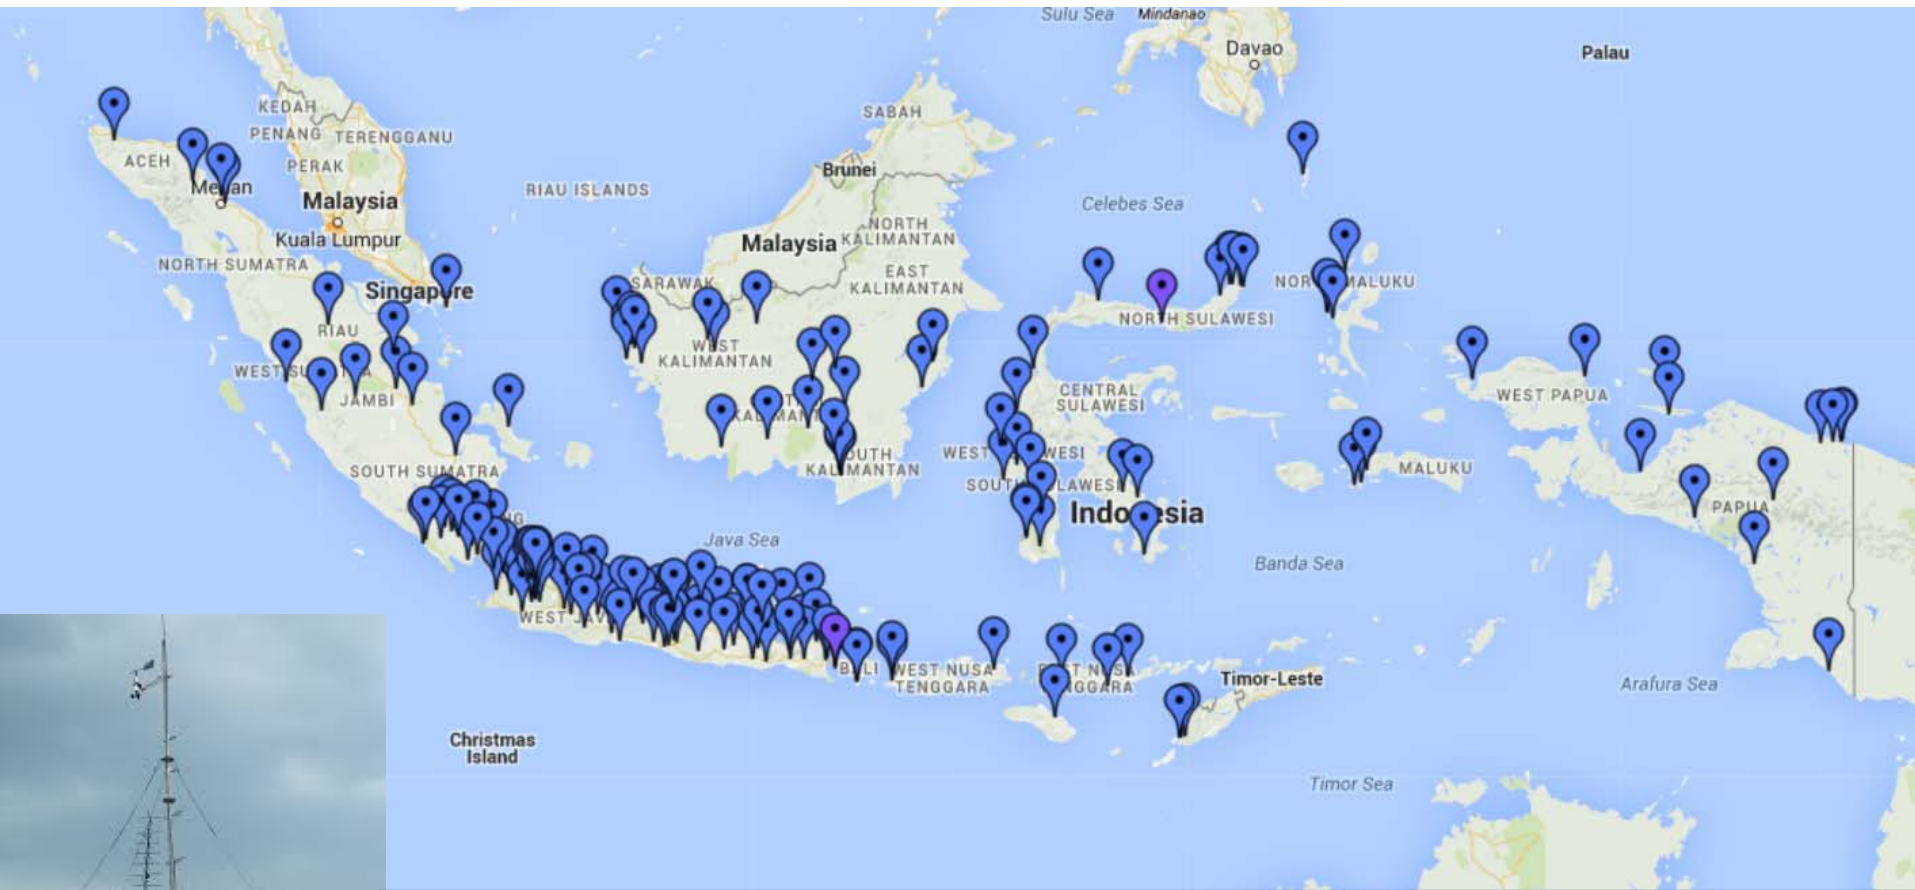 Sulu Sea
Mindanao
Davao
Palau
KEDAH
PENANG
TERENGGANU
PERAK
ACEH
Malaysia
Kuala Lumpur
NORTH SUMATRA
Singapore
RIAU
JAMBI
SOUTH SUMATRA
RIAU ISLANDS
SABAH
Brunei
Malaysia
NORTH
KALIMANTAN
SARAWAK
EAST
KALIMANTAN
WEST
KALIMANTAN
KALIMANTAN
Celebes Sea
NORTH SULAWESI
CENTRAL
SULAWESI
MALUKU
WEST PAPUA
MALUKU
PAPUA
Indonesia
Java Sea
Banda Sea
WEST NUSA
TENGGARA
Timor-Leste
Arafura Sea
Timor Sea
Christmas
Island